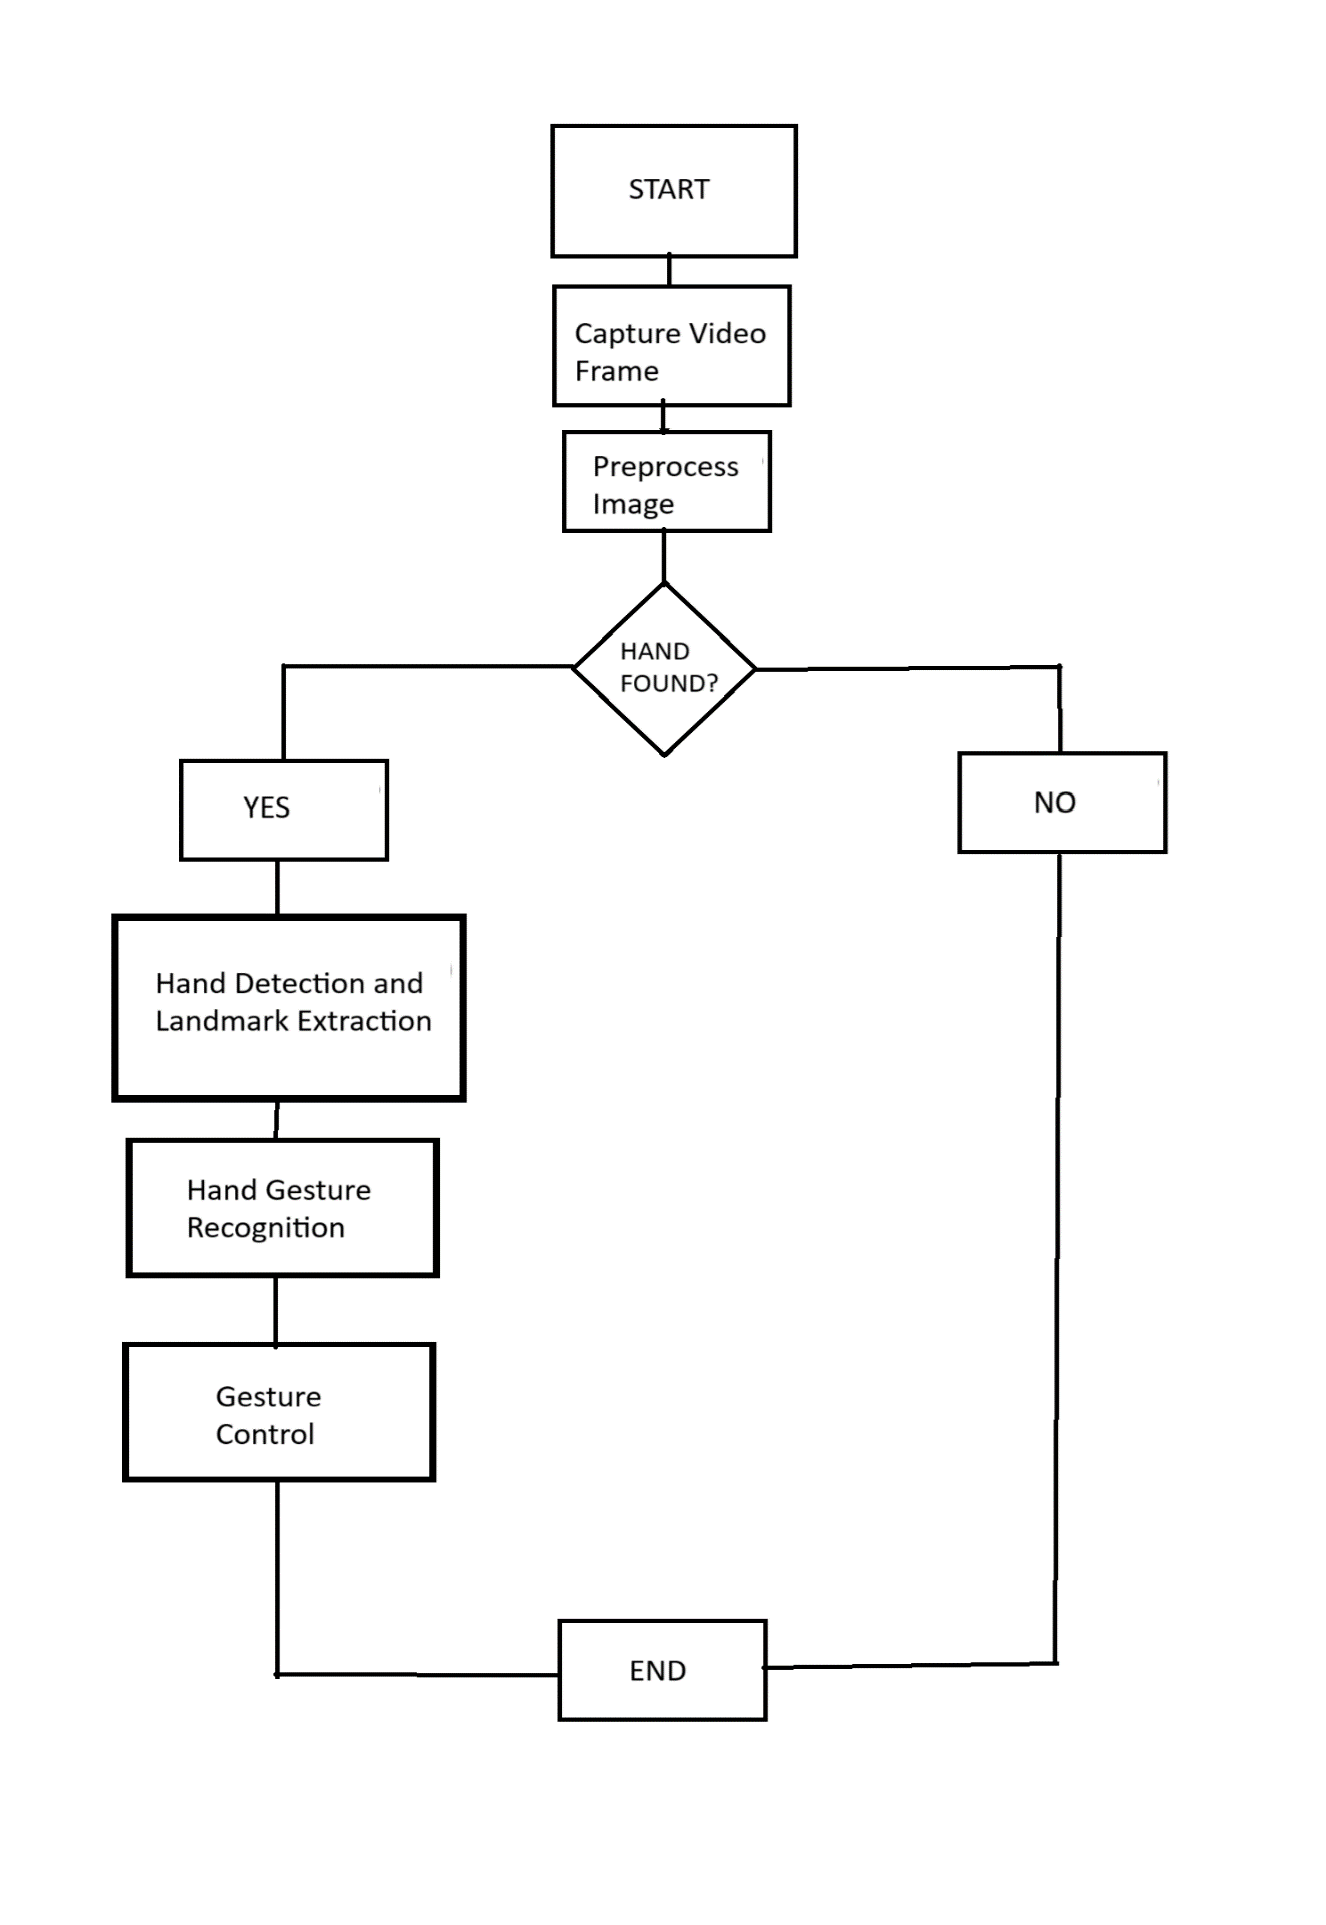 START
Capture Video
Frame
Preprocess
Image
HAND
FOUND?
YES
NO
Hand Detection and
Landmark Extraction
Hand Gesture
Recognition
Gesture
Control
END